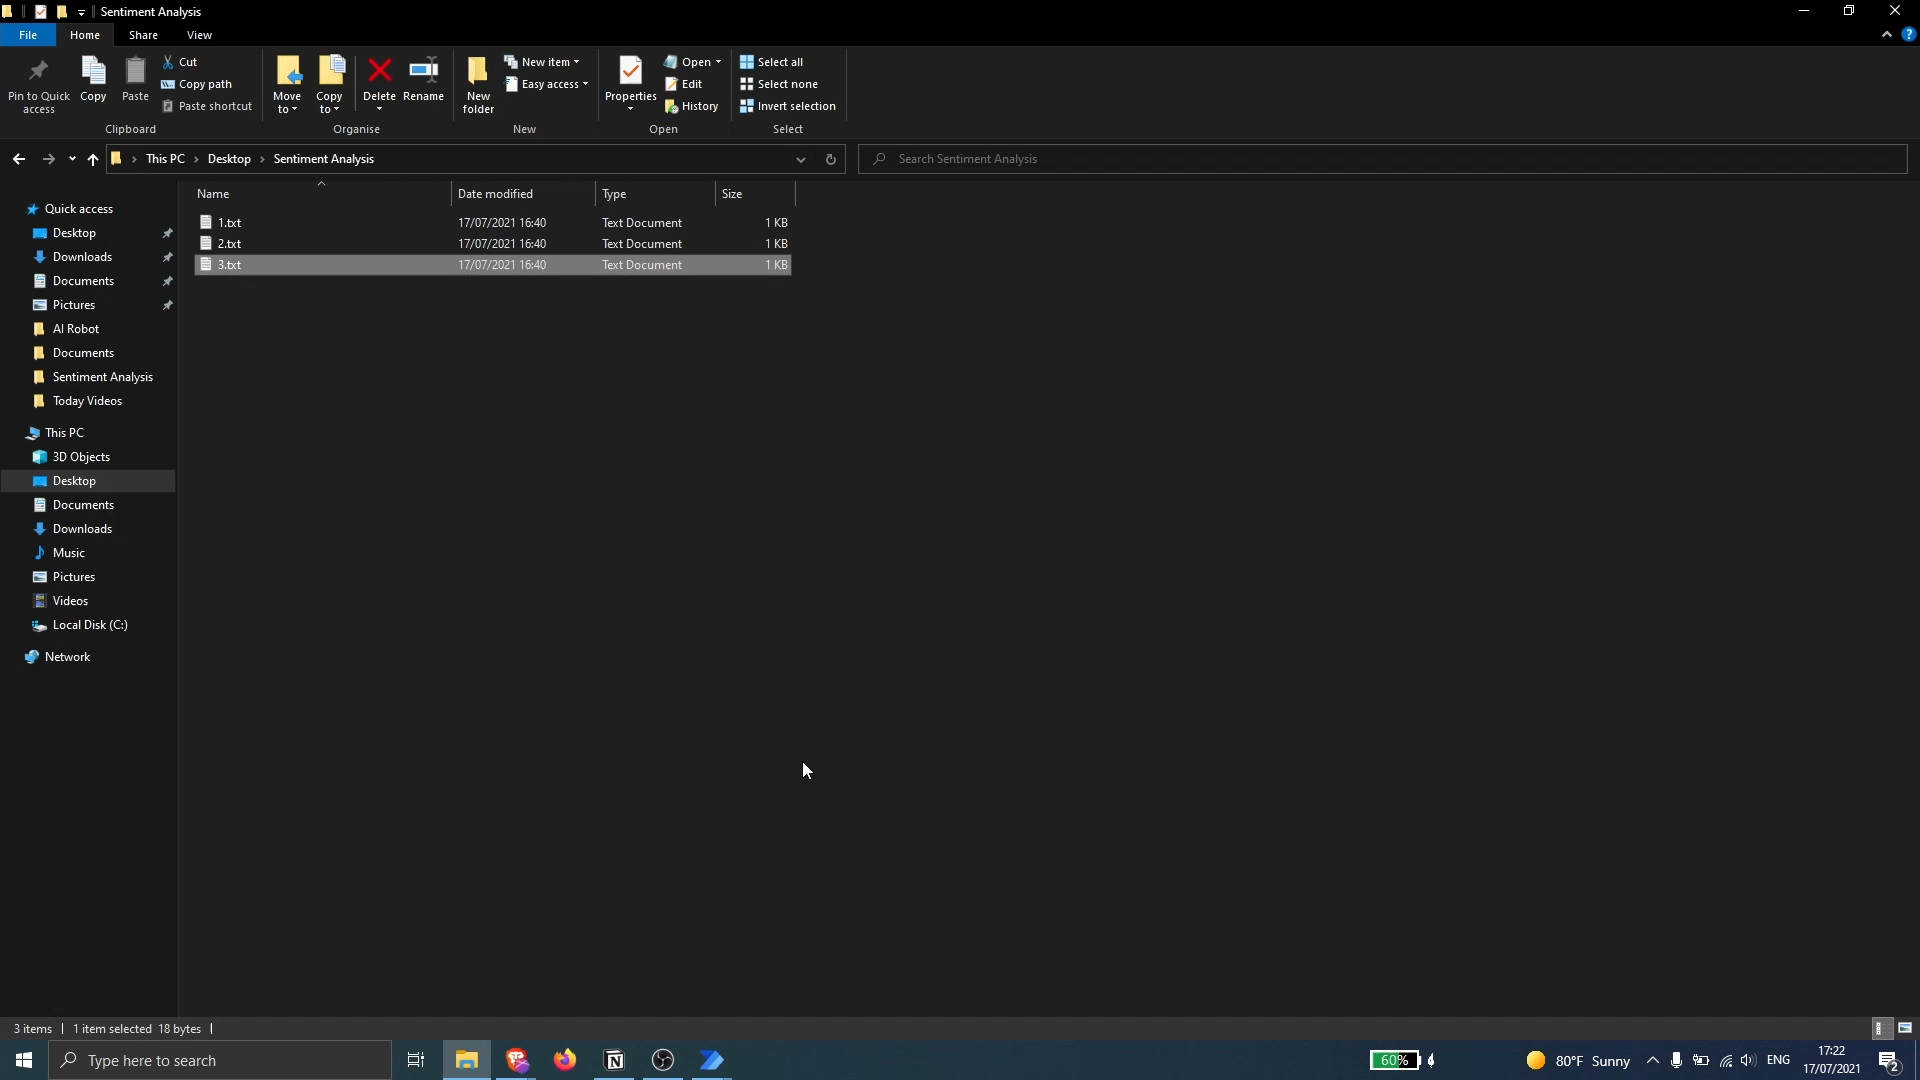 Sentiment Analysis
File Home Share View
Pin to Quick access
Copy
Paste
Cut
Copy path
Paste shortcut
Clipboard
Move to
Copy to
Delete
Rename
Organise
New folder
New item
Easy access
New
Properties
Open
Edit
History
Open
Select all
Select none
Invert selection
Select
This PC Desktop Sentiment Analysis
Search Sentiment Analysis
Name Date modified Type Size
1.txt 17/07/2021 16:40 Text Document 1 KB
2.txt 17/07/2021 16:40 Text Document 1 KB
3.txt 17/07/2021 16:40 Text Document 1 KB
Quick access
Desktop
Downloads
Documents
Pictures
AI Robot
Documents
Sentiment Analysis
Today Videos
This PC
3D Objects
Desktop
Documents
Downloads
Music
Pictures
Videos
Local Disk (C:)
Network
3 items 1 item selected 18 bytes
Type here to search
60%
80°F Sunny
ENG
17:22
17/07/2021
2